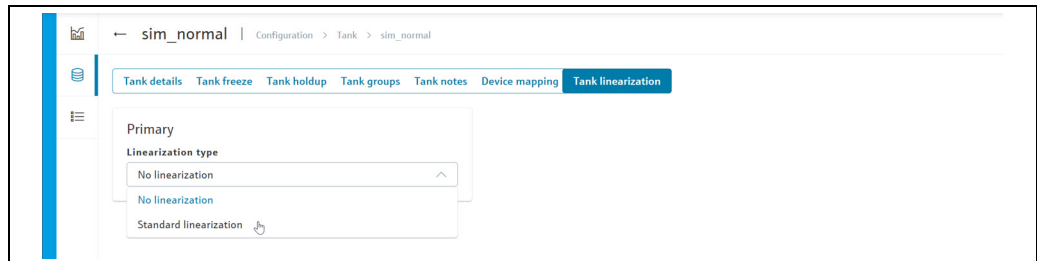 ← sim_normal | Configuration > Tank > sim_normal
Tank details Tank freeze Tank holdup Tank groups Tank notes Device mapping Tank linearization
Primary
Linearization type
No linearization
No linearization
Standard linearization